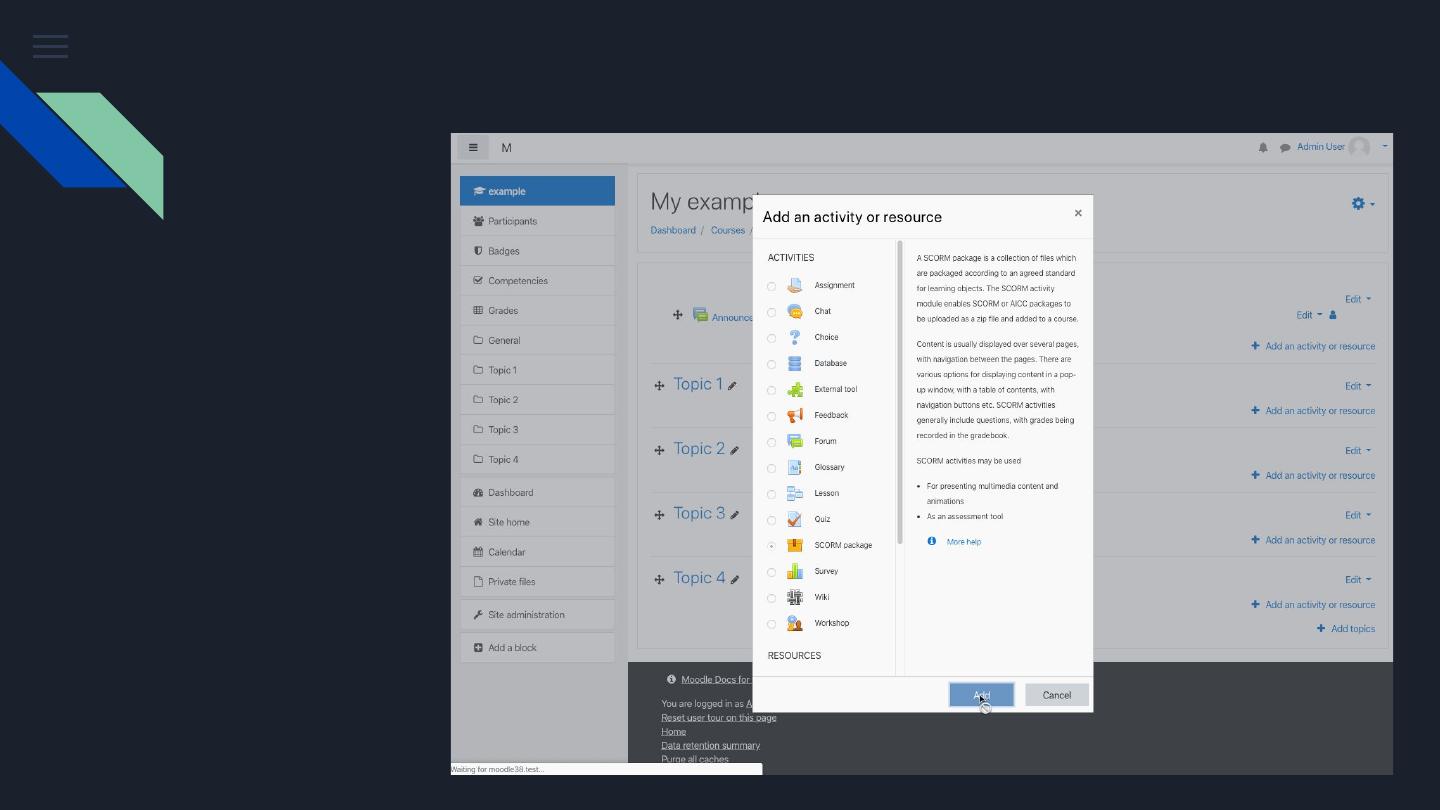 M
Admin User
example
Participants
Badges
Competencies
Grades
General
Topic 1
Topic 2
Topic 3
Topic 4
Dashboard
Site home
Calendar
Private files
Site administration
Add a block
My examp
Dashboard / Courses /
Announce
Edit
Edit
Add an activity or resource
Topic 1
Edit
Add an activity or resource
Topic 2
Edit
Add an activity or resource
Topic 3
Edit
Add an activity or resource
Topic 4
Edit
Add an activity or resource
Add topics
Add an activity or resource
×
ACTIVITIES
Assignment
Chat
Choice
Database
External tool
Feedback
Forum
Glossary
Lesson
Quiz
SCORM package
Survey
Wiki
Workshop
RESOURCES
A SCORM package is a collection of files which
are packaged according to an agreed standard
for learning objects. The SCORM activity
module enables SCORM or AICC packages to
be uploaded as a zip file and added to a course.
Content is usually displayed over several pages,
with navigation between the pages. There are
various options for displaying content in a pop-
up window, with a table of contents, with
navigation buttons etc. SCORM activities
generally include questions, with grades being
recorded in the gradebook.
SCORM activities may be used
• For presenting multimedia content and
animations
• As an assessment tool
More help
Add
Cancel
Moodle Docs for
You are logged in as A
Reset user tour on this page
Home
Data retention summary
Purge all caches
Waiting for moodle38.test...